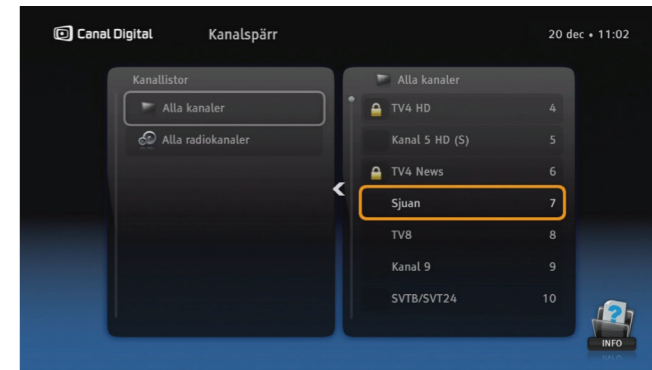 Canal Digital Kanalspärr 20 dec • 11:02
Kanallistor
Alla kanaler
Alla radiokanaler
Alla kanaler
TV4 HD 4
Kanal 5 HD (S) 5
TV4 News 6
Sjuan 7
TV8 8
Kanal 9 9
SVTB/SVT24 10
?
INFO